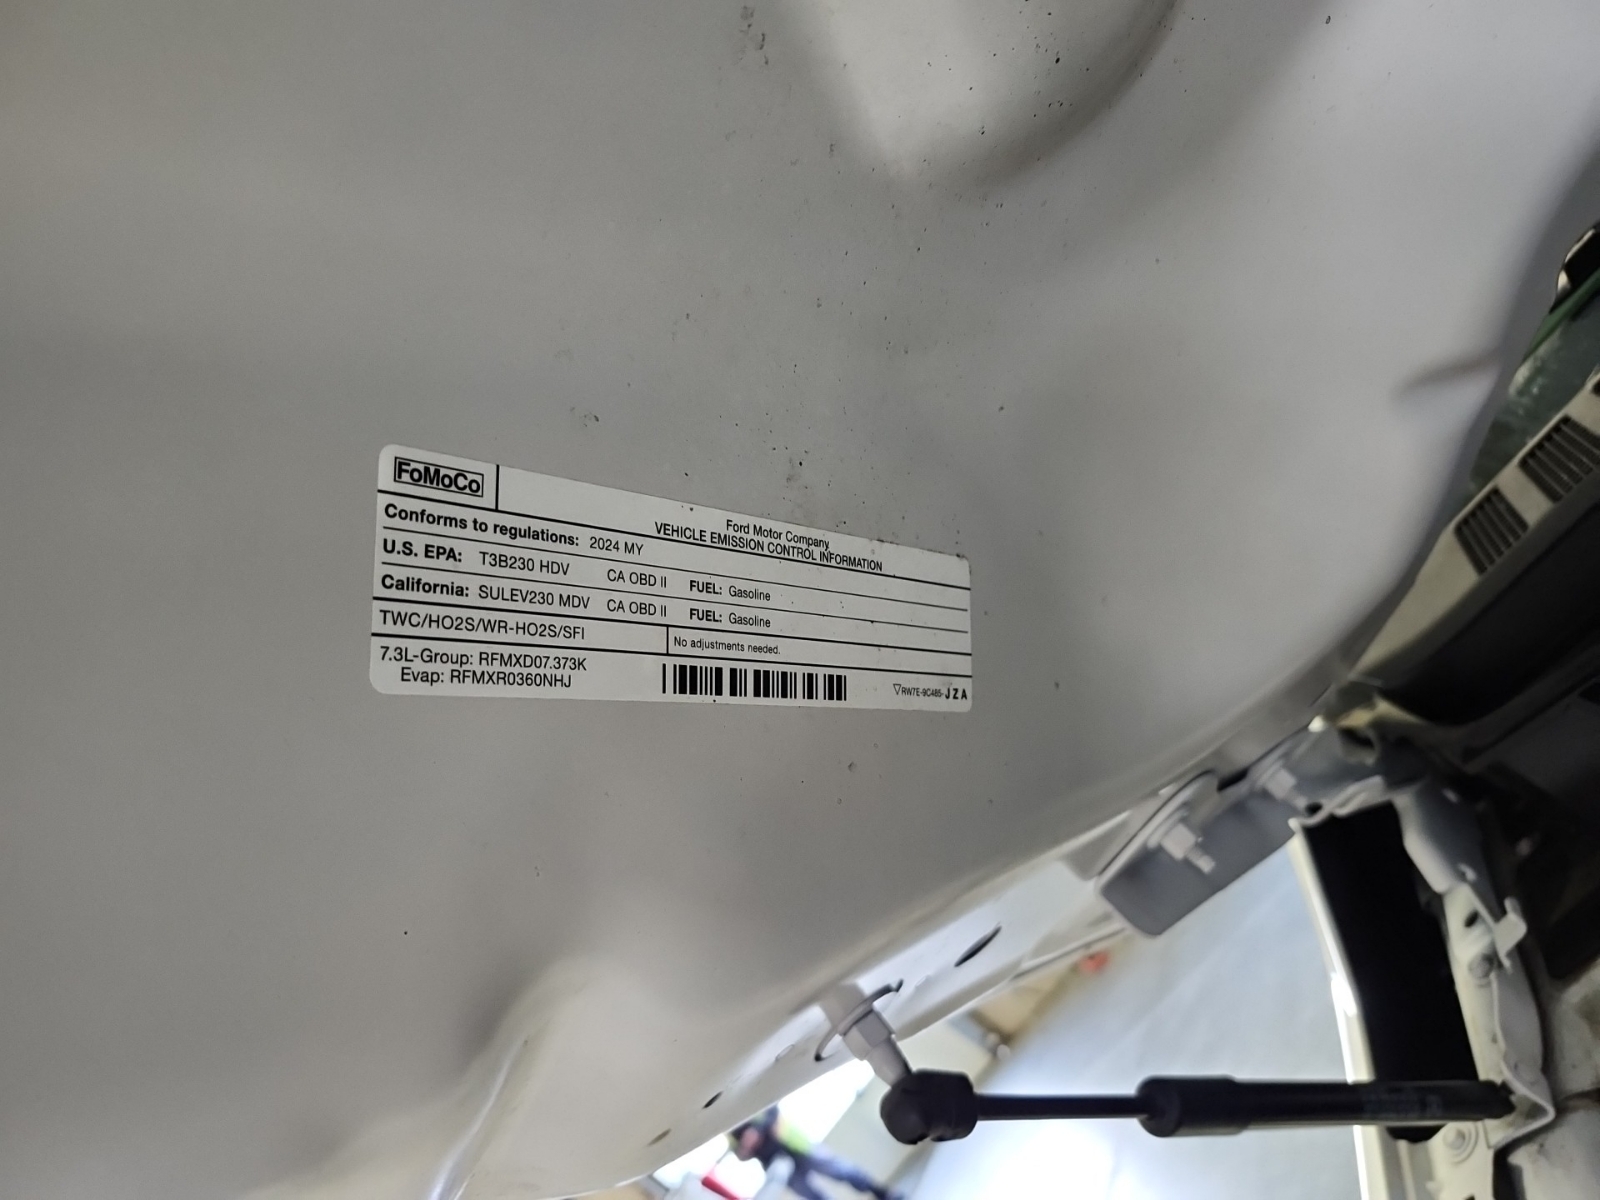 FoMoCo
Ford Motor Company
VEHICLE EMISSION CONTROL INFORMATION
Conforms to regulations: 2024 MY
U.S. EPA: T3B230 HDV CA OBD II FUEL: Gasoline
California: SULEV230 MDV CA OBD II FUEL: Gasoline
TWC/HO2S/WR-HO2S/SFI No adjustments needed.
7.3L-Group: RFMXD07.373K
Evap: RFMXR0360NHJ
RW7E-9C485-JZA